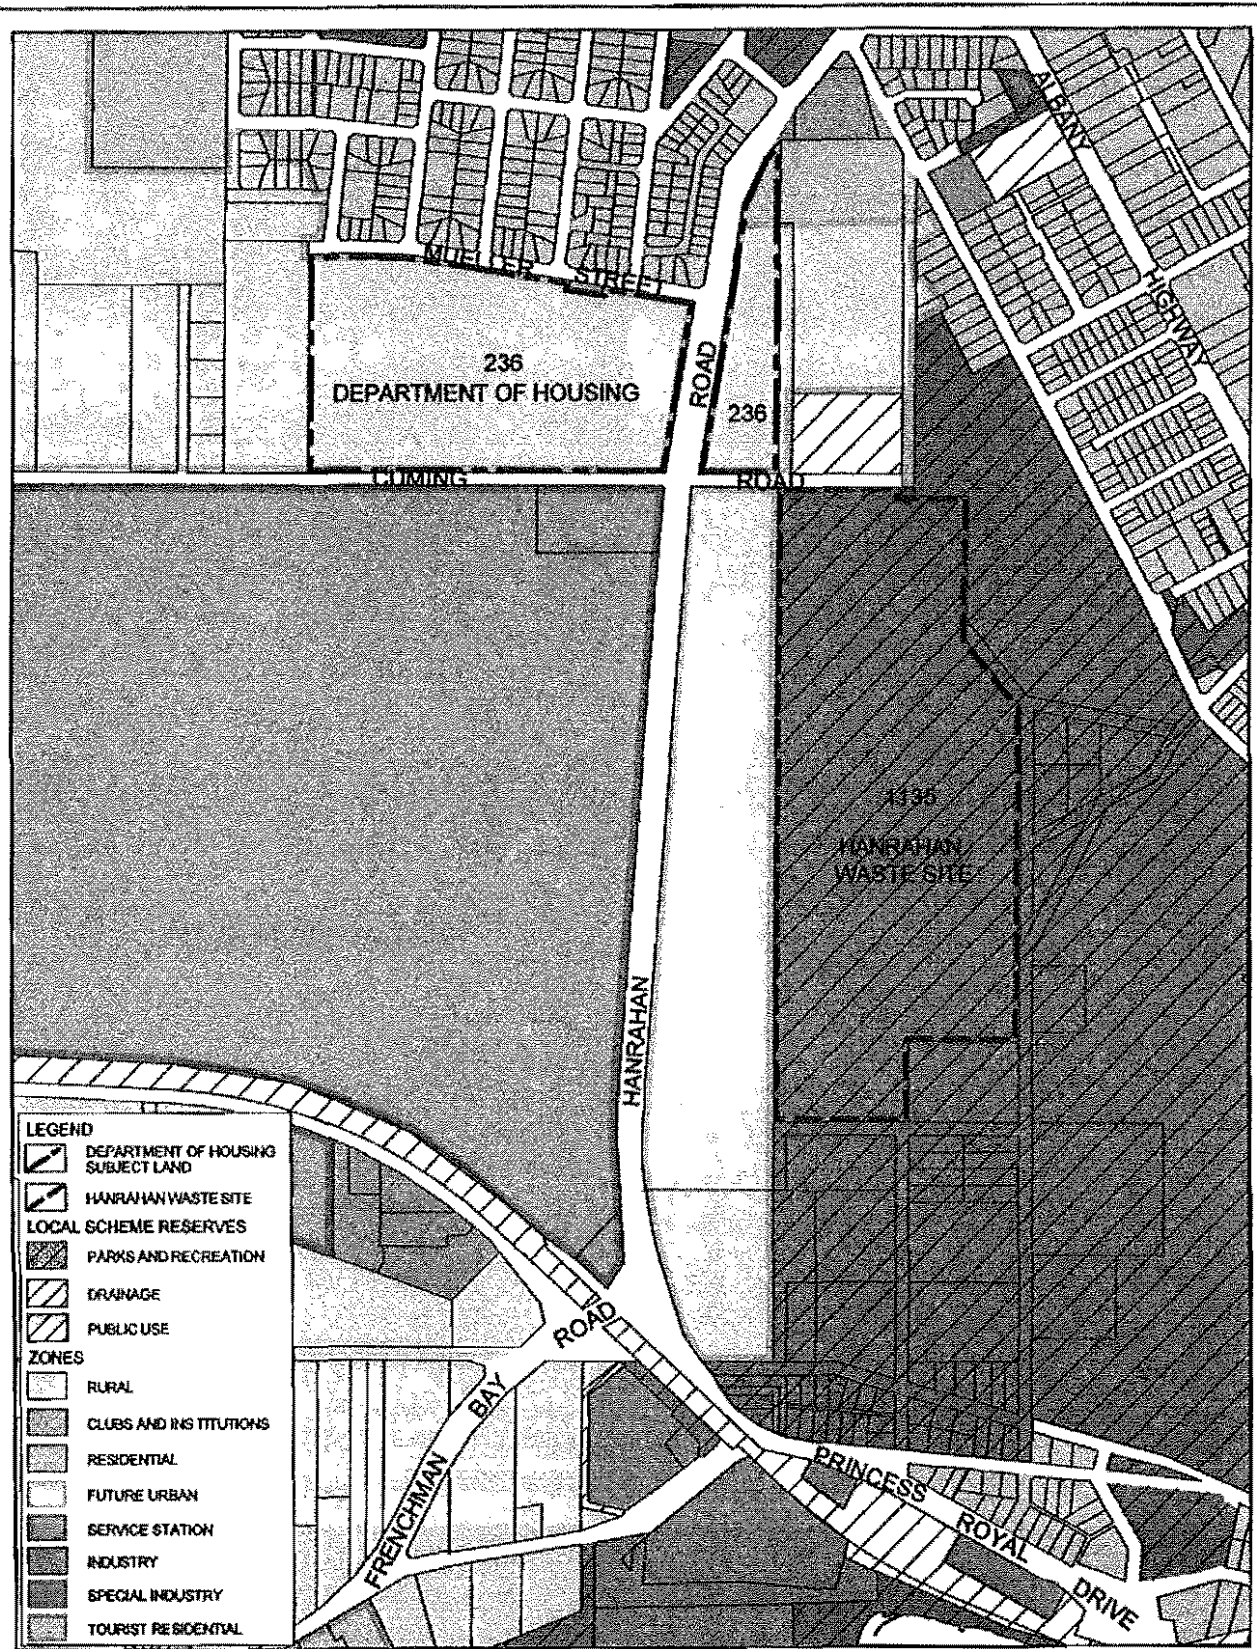 ALBANY
HIGHWAY
MUELLER STREET
236
DEPARTMENT OF HOUSING
ROAD
236
CUMING
ROAD
1135
HANRAHAN
WASTE SITE
HANRAHAN
LEGEND
DEPARTMENT OF HOUSING
SUBJECT LAND
HANRAHAN WASTE SITE
LOCAL SCHEME RESERVES
PARKS AND RECREATION
DRAINAGE
PUBLIC USE
ZONES
RURAL
CLUBS AND INSTITUTIONS
RESIDENTIAL
FUTURE URBAN
SERVICE STATION
INDUSTRY
SPECIAL INDUSTRY
TOURIST RESIDENTIAL
FRENCHMAN BAY ROAD
PRINCESS ROYAL DRIVE